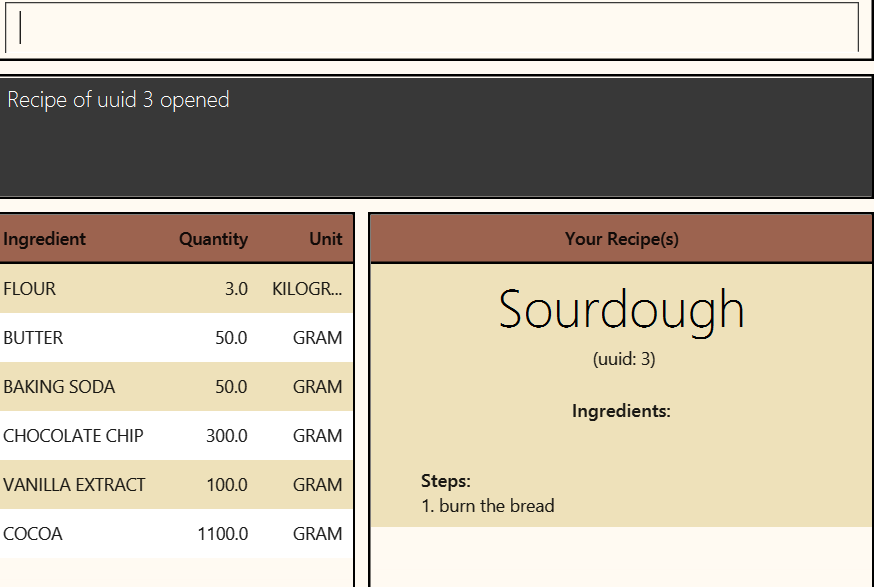 Recipe of uuid 3 opened
Ingredient Quantity Unit
FLOUR 3.0 KILOGR...
BUTTER 50.0 GRAM
BAKING SODA 50.0 GRAM
CHOCOLATE CHIP 300.0 GRAM
VANILLA EXTRACT 100.0 GRAM
COCOA 1100.0 GRAM
Your Recipe(s)
Sourdough
(uuid: 3)
Ingredients:
Steps:
1. burn the bread